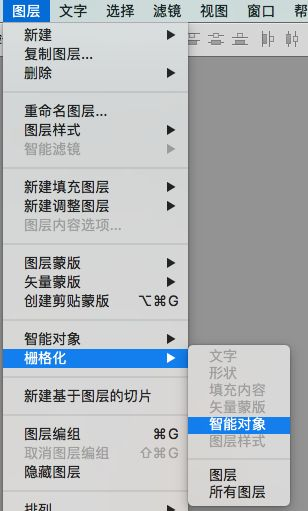 图层 文字 选择 滤镜 视图 窗口 帮
新建
复制图层...
删除
重命名图层...
图层样式
智能滤镜
新建填充图层
新建调整图层
图层内容选项...
图层蒙版
矢量蒙版
创建剪贴蒙版 ⌥⌘G
智能对象
栅格化
文字
形状
填充内容
矢量蒙版
智能对象
图层样式
图层
所有图层
新建基于图层的切片
图层编组 ⌘G
取消图层编组 ⇧⌘G
隐藏图层
排列